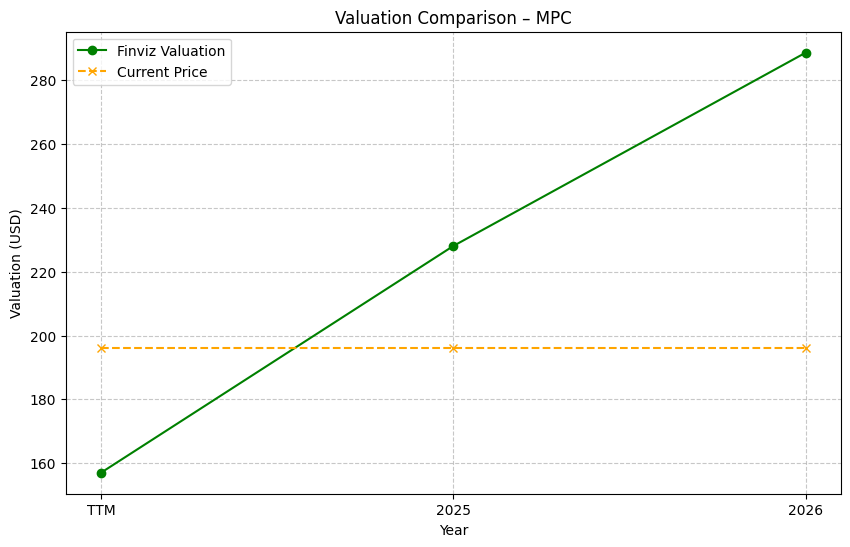 Valuation Comparison – MPC
Finviz Valuation
Current Price
Valuation (USD)
280
260
240
220
200
180
160
TTM
2025
2026
Year